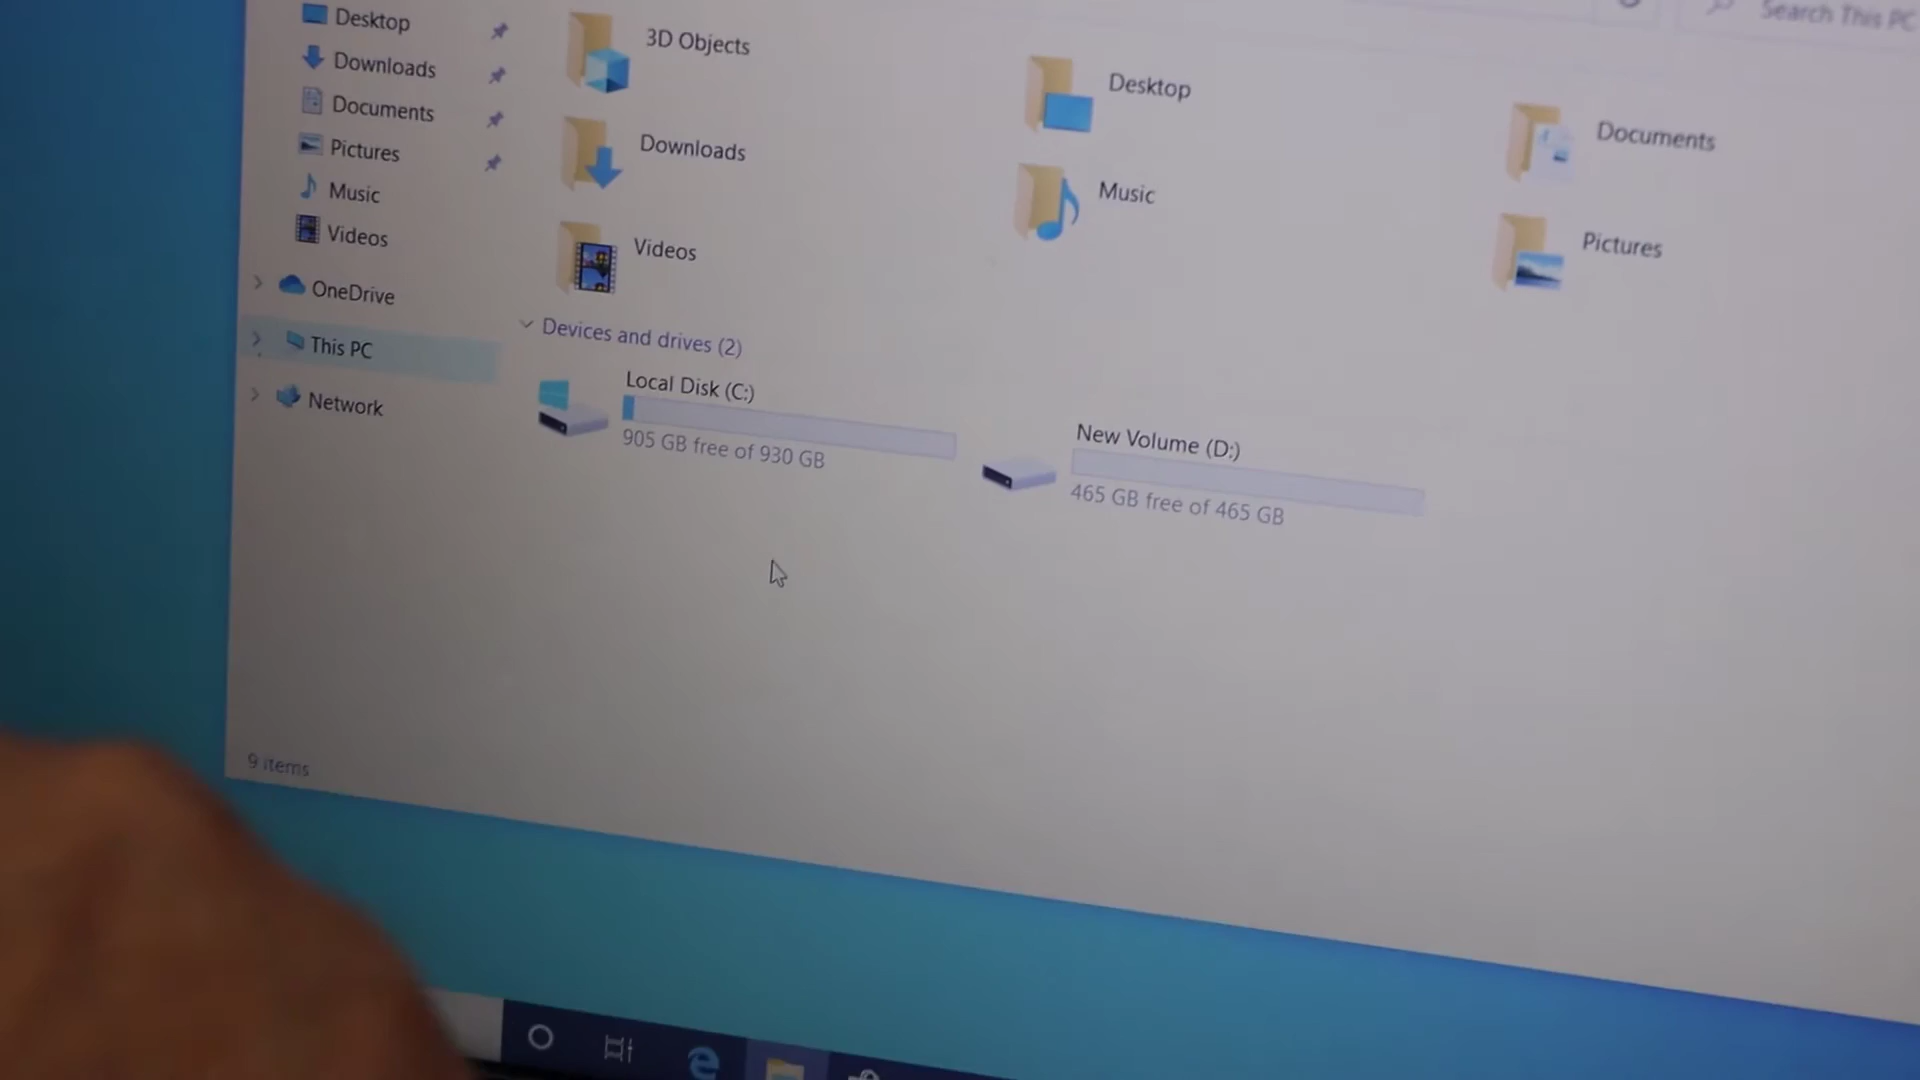 Search This PC
Desktop
Downloads
Documents
Pictures
Music
Videos
OneDrive
This PC
Network
3D Objects
Desktop
Documents
Downloads
Music
Pictures
Videos
Devices and drives (2)
Local Disk (C:)
905 GB free of 930 GB
New Volume (D:)
465 GB free of 465 GB
9 items